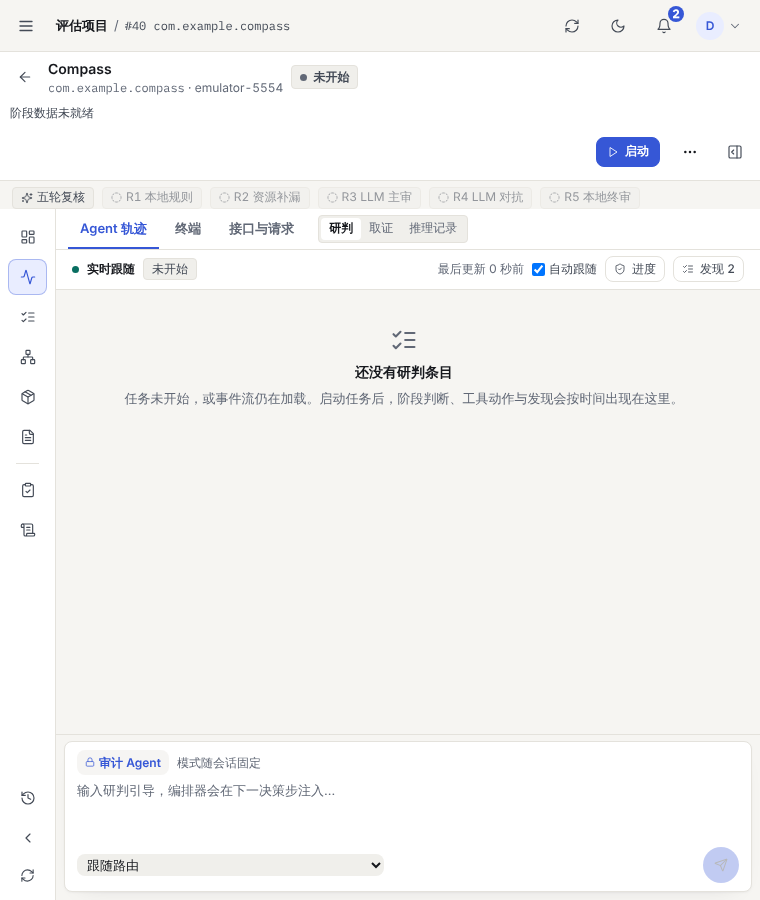 评估项目 / #40 com.example.compass
2
D
Compass
com.example.compass · emulator-5554
未开始
阶段数据未就绪
启动
五轮复核
R1 本地规则
R2 资源补漏
R3 LLM 主审
R4 LLM 对抗
R5 本地终审
Agent 轨迹
终端
接口与请求
研判
取证
推理记录
实时跟随
未开始
最后更新 0 秒前
自动跟随
进度
发现 2
还没有研判条目
任务未开始，或事件流仍在加载。启动任务后，阶段判断、工具动作与发现会按时间出现在这里。
审计 Agent
模式随会话固定
输入研判引导，编排器会在下一决策步注入...
跟随路由